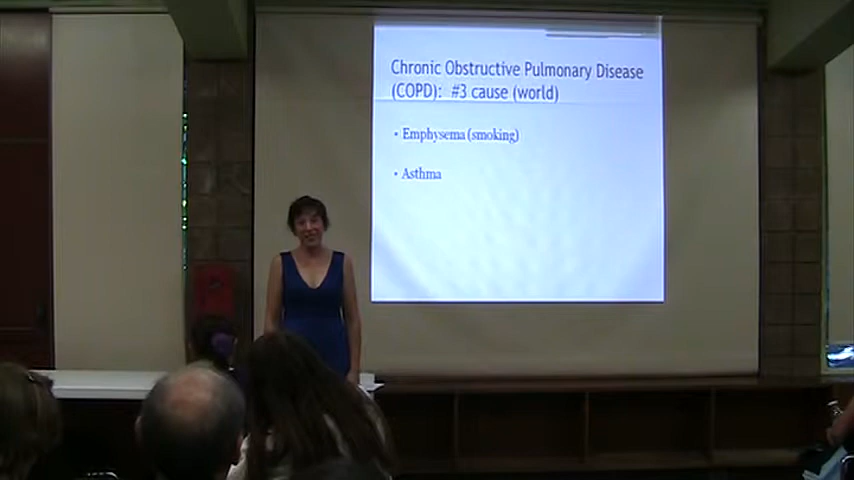 Chronic Obstructive Pulmonary Disease
(COPD): #3 cause (world)
• Emphysema (smoking)
• Asthma